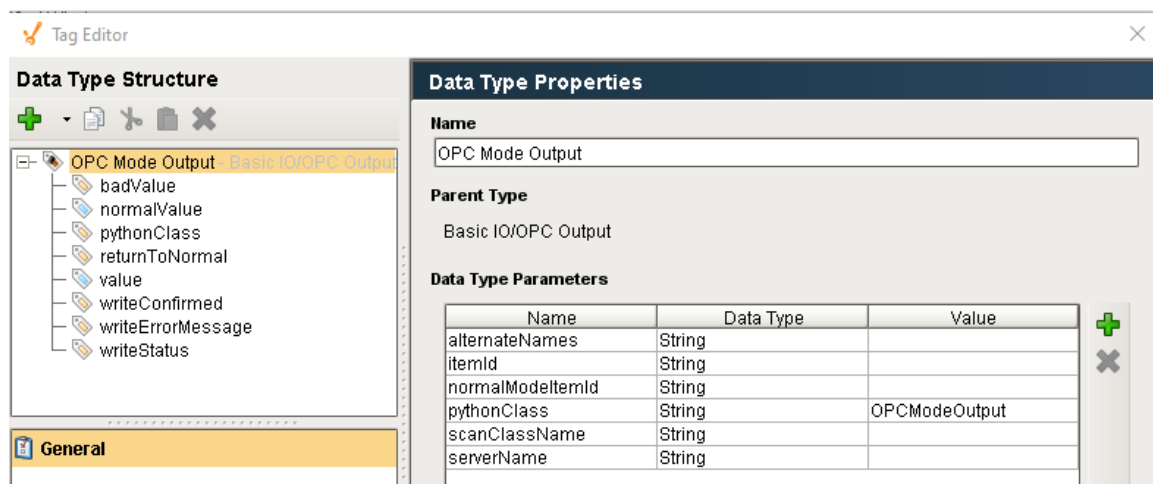 Tag Editor
Data Type Structure
OPC Mode Output - Basic IO/OPC Output
badValue
normalValue
pythonClass
returnToNormal
value
writeConfirmed
writeErrorMessage
writeStatus
General
Data Type Properties
Name
OPC Mode Output
Parent Type
Basic IO/OPC Output
Data Type Parameters
Name Data Type Value
alternateNames String
itemId String
normalModeItemId String
pythonClass String OPCModeOutput
scanClassName String
serverName String